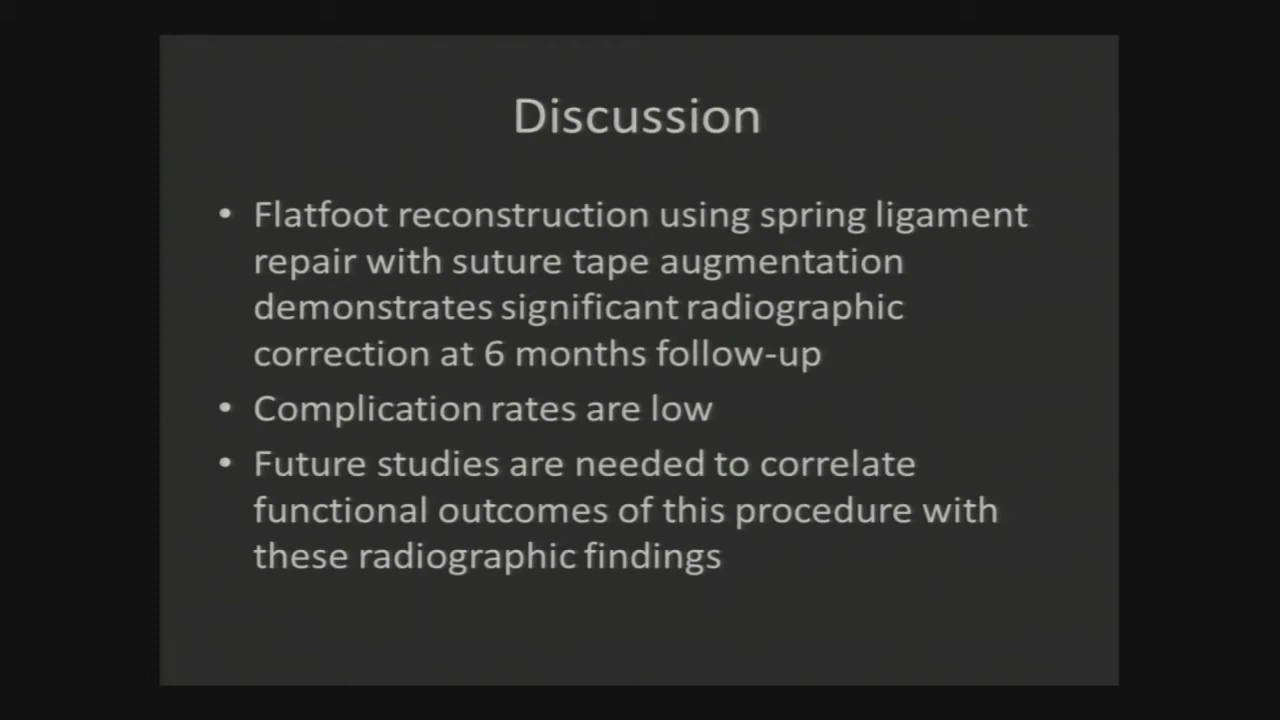 Discussion
• Flatfoot reconstruction using spring ligament
repair with suture tape augmentation
demonstrates significant radiographic
correction at 6 months follow-up
• Complication rates are low
• Future studies are needed to correlate
functional outcomes of this procedure with
these radiographic findings